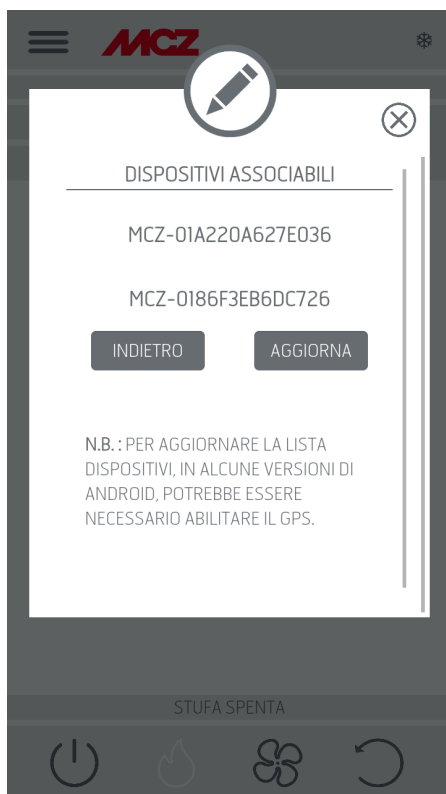 MCZ
DISPOSITIVI ASSOCIABILI
MCZ-01A220A627E036
MCZ-0186F3EB6DC726
INDIETRO
AGGIORNA
N.B. : PER AGGIORNARE LA LISTA
DISPOSITIVI, IN ALCUNE VERSIONI DI
ANDROID, POTREBBE ESSERE
NECESSARIO ABILITARE IL GPS.
STUFA SPENTA